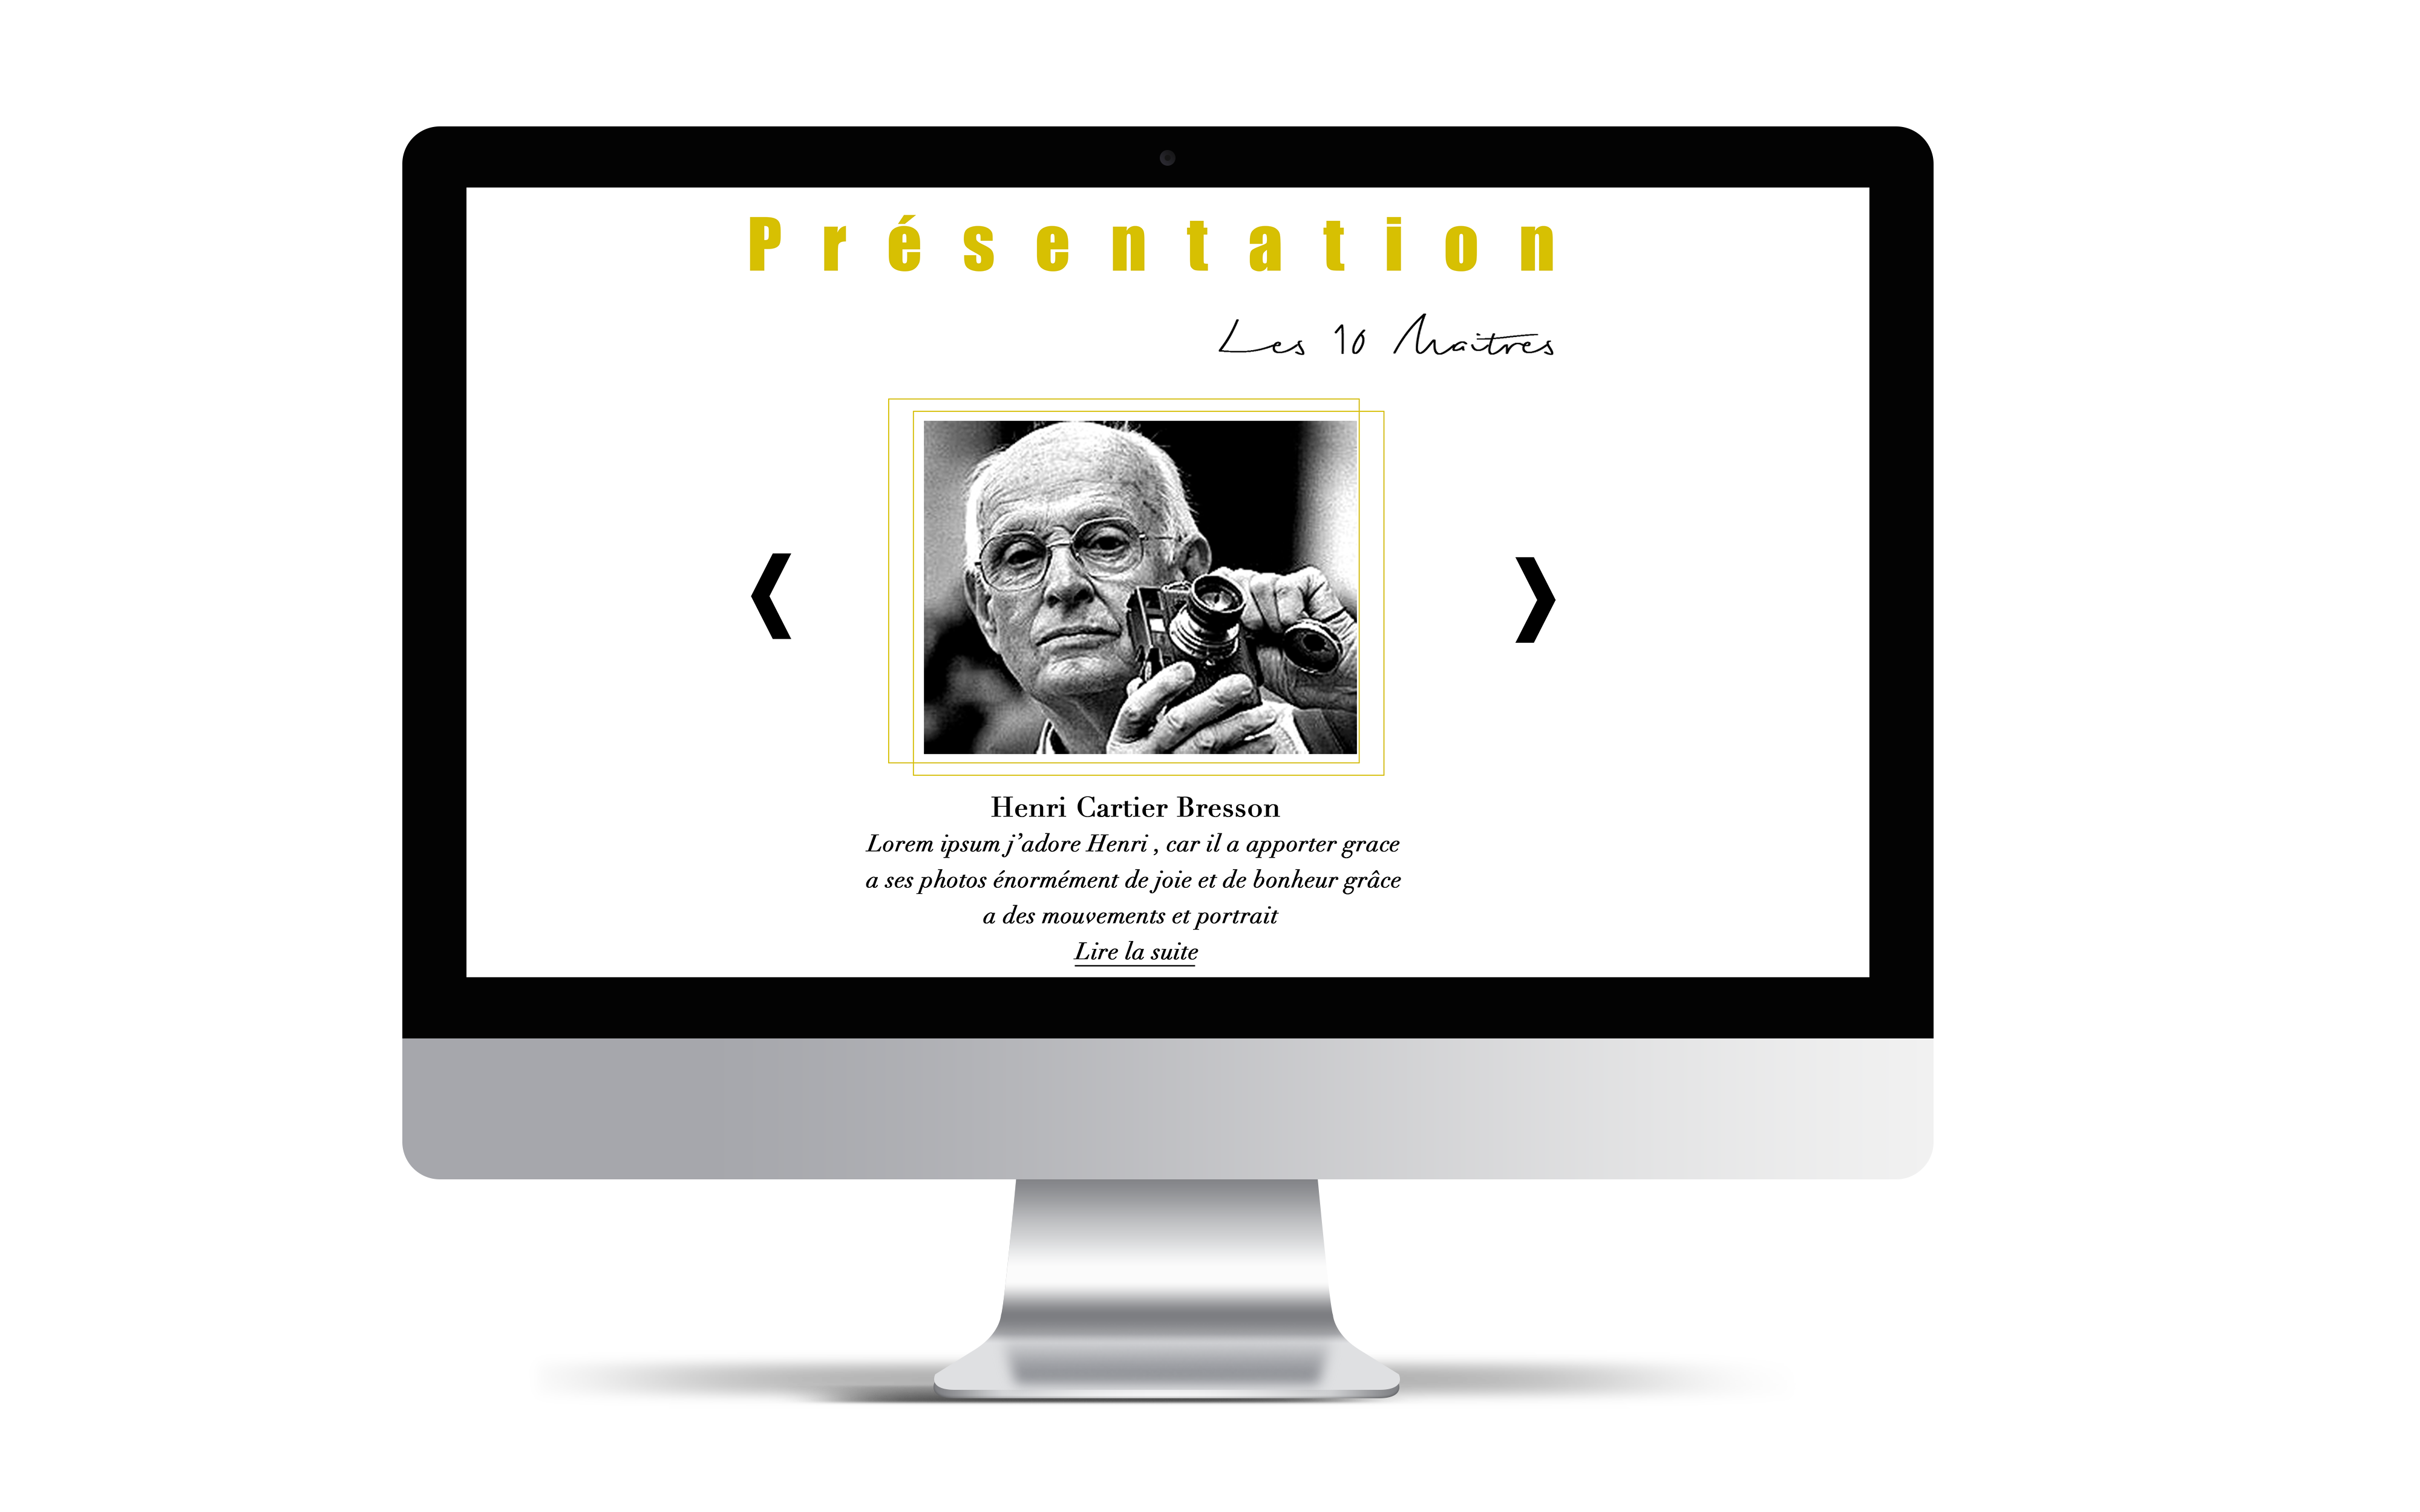 Présentation
Les 10 Maîtres
Henri Cartier Bresson
Lorem ipsum j’adore Henri , car il a apporter grace
a ses photos énormément de joie et de bonheur grâce
a des mouvements et portrait
Lire la suite